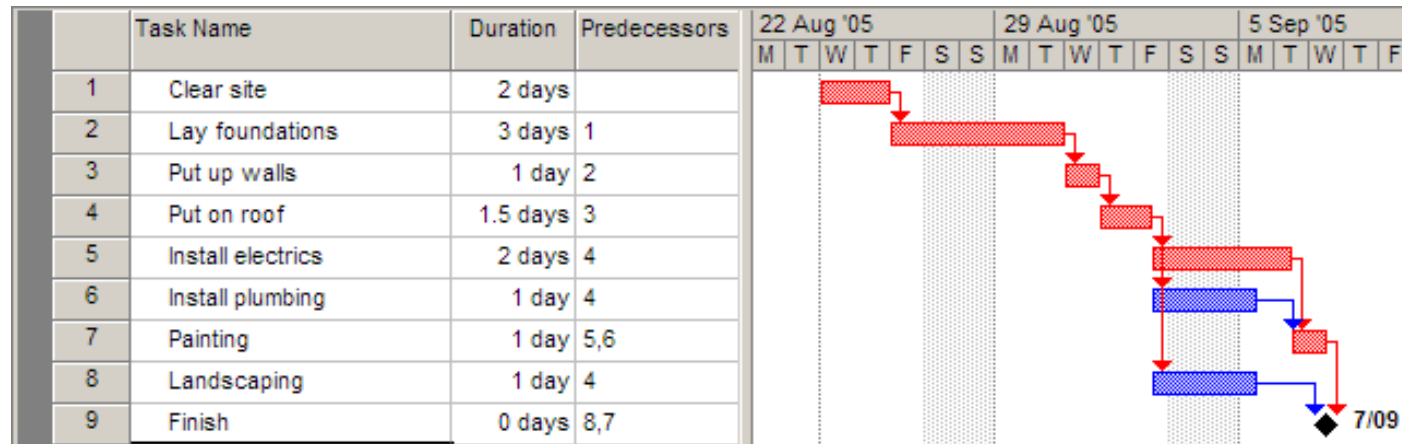 Task Name Duration Predecessors 22 Aug '05 29 Aug '05 5 Sep '05
M T W T F S S M T W T F S S M T W T F
1 Clear site 2 days
2 Lay foundations 3 days 1
3 Put up walls 1 day 2
4 Put on roof 1.5 days 3
5 Install electrics 2 days 4
6 Install plumbing 1 day 4
7 Painting 1 day 5,6
8 Landscaping 1 day 4
9 Finish 0 days 8,7 7/09